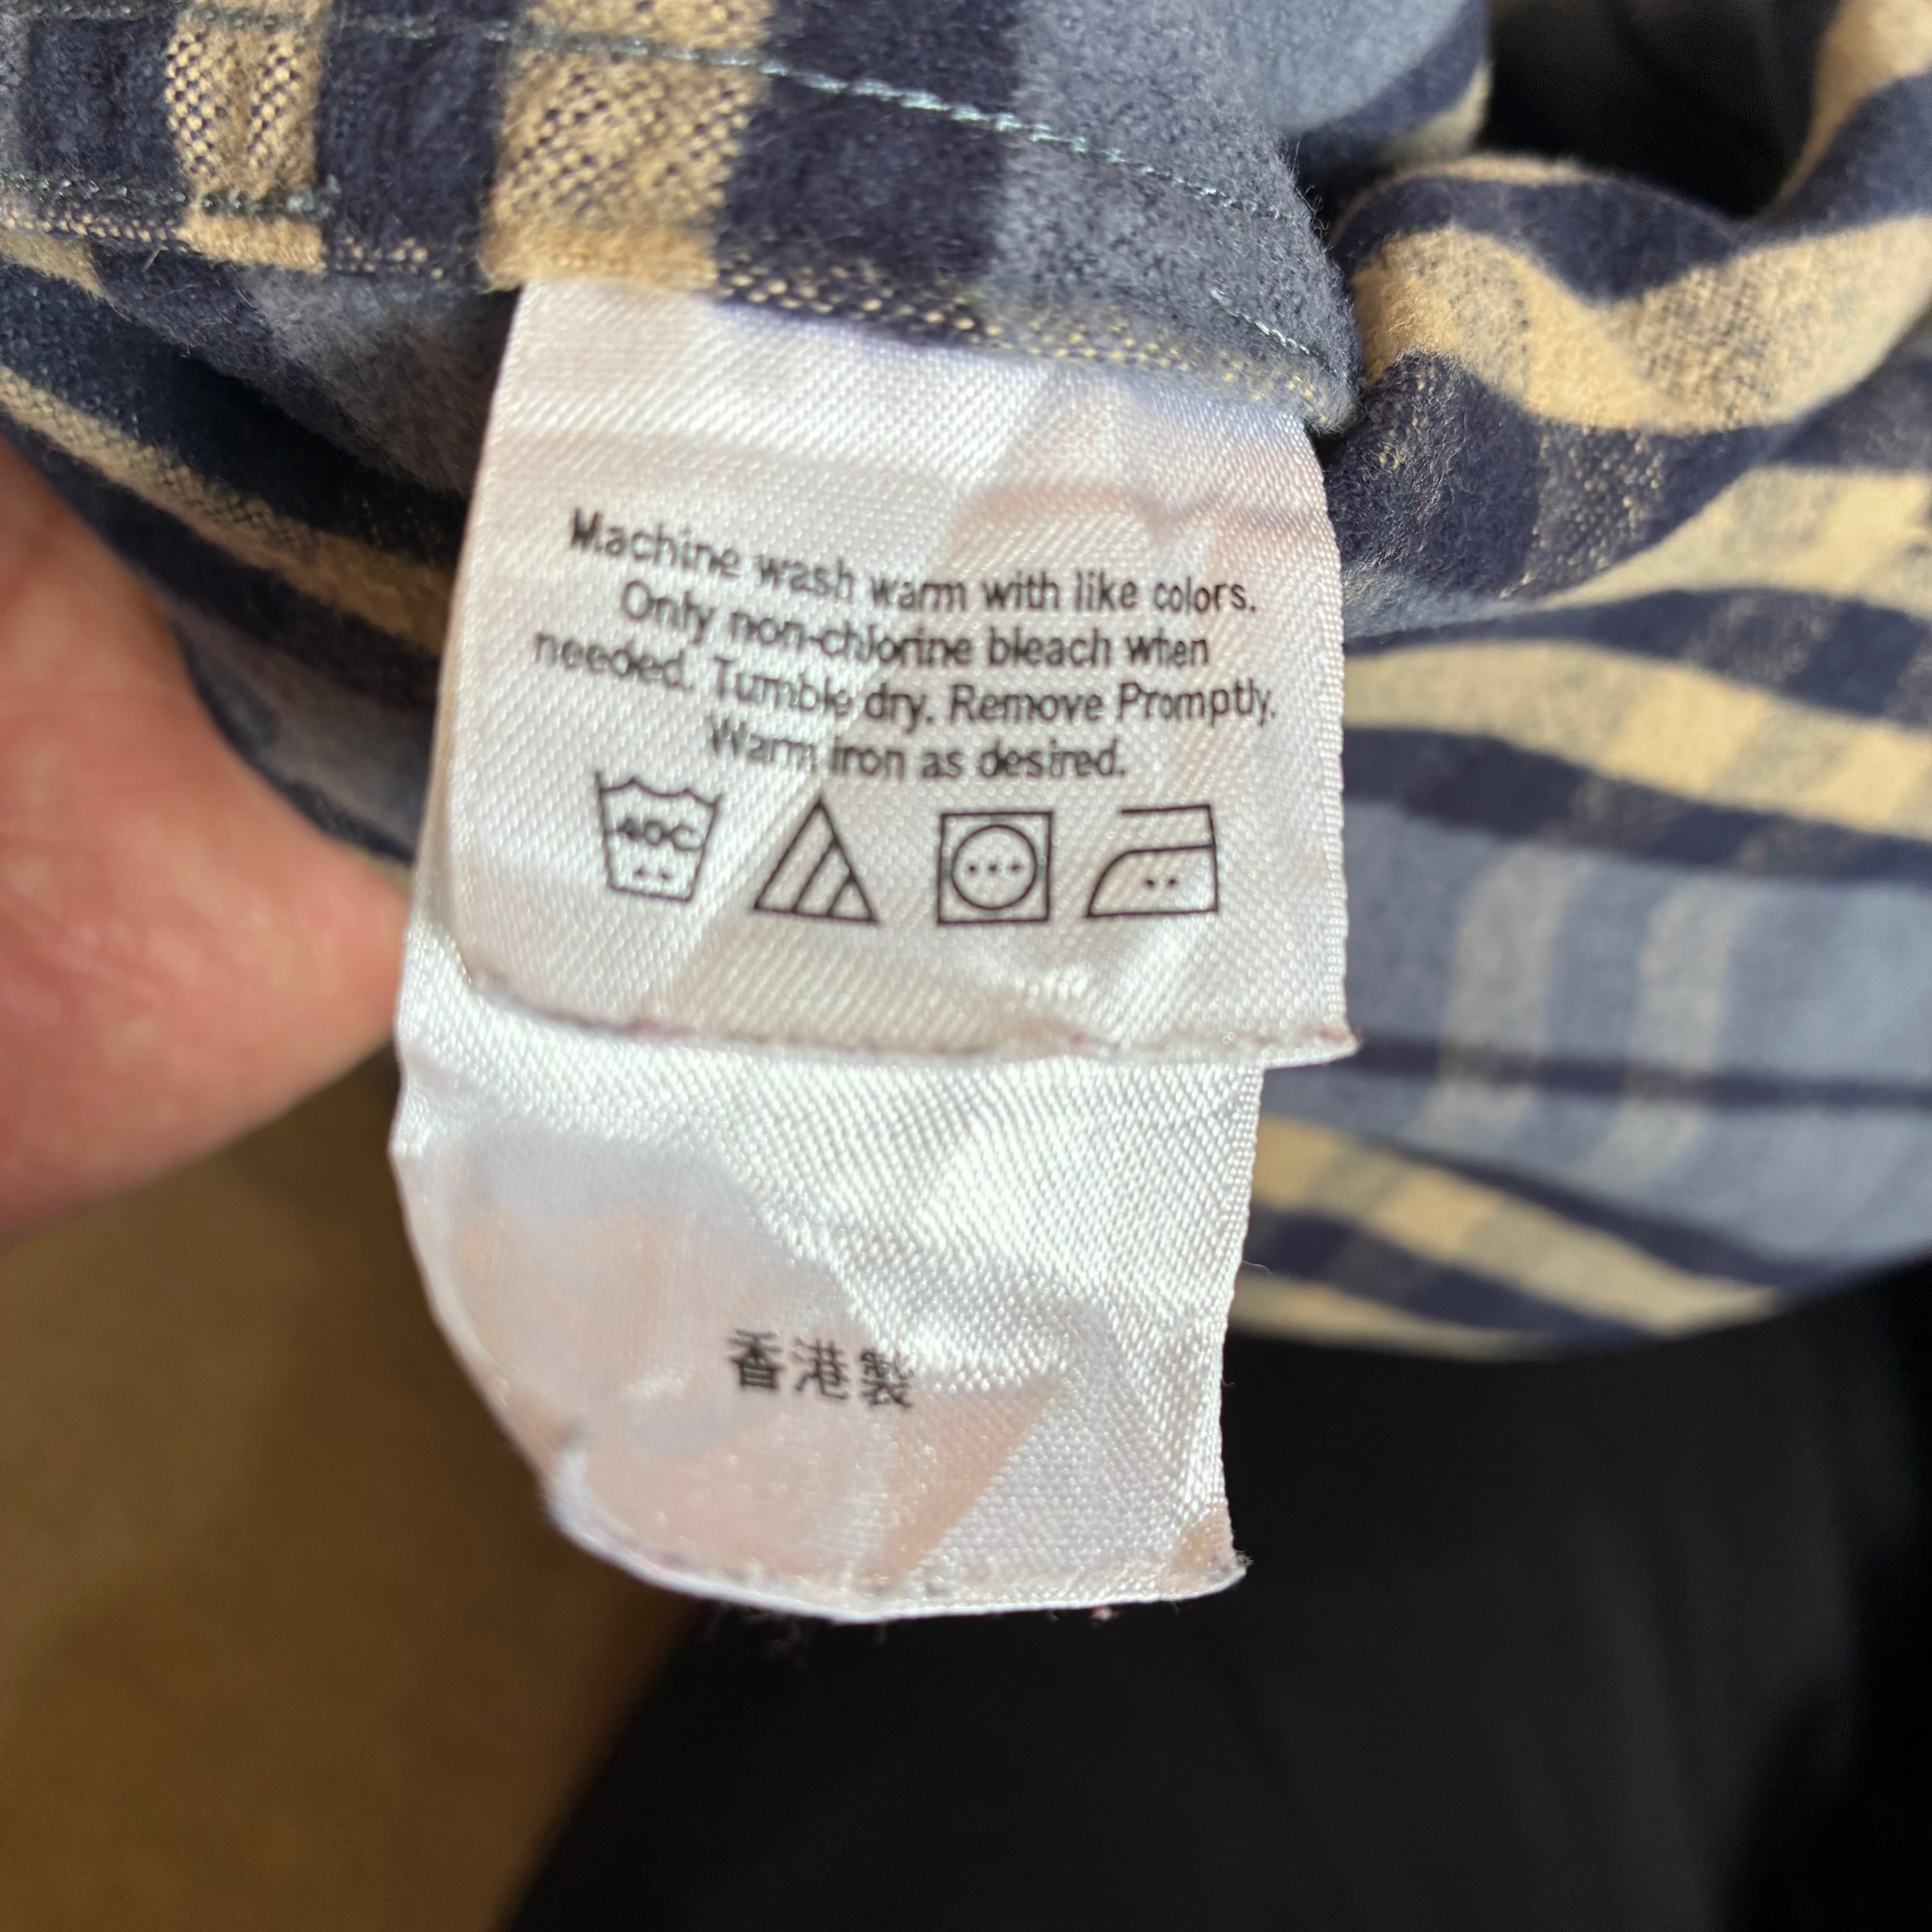 Machine wash warm with like colors.
Only non-chlorine bleach when
needed. Tumble dry. Remove Promptly.
Warm iron as desired.
40C
香港製